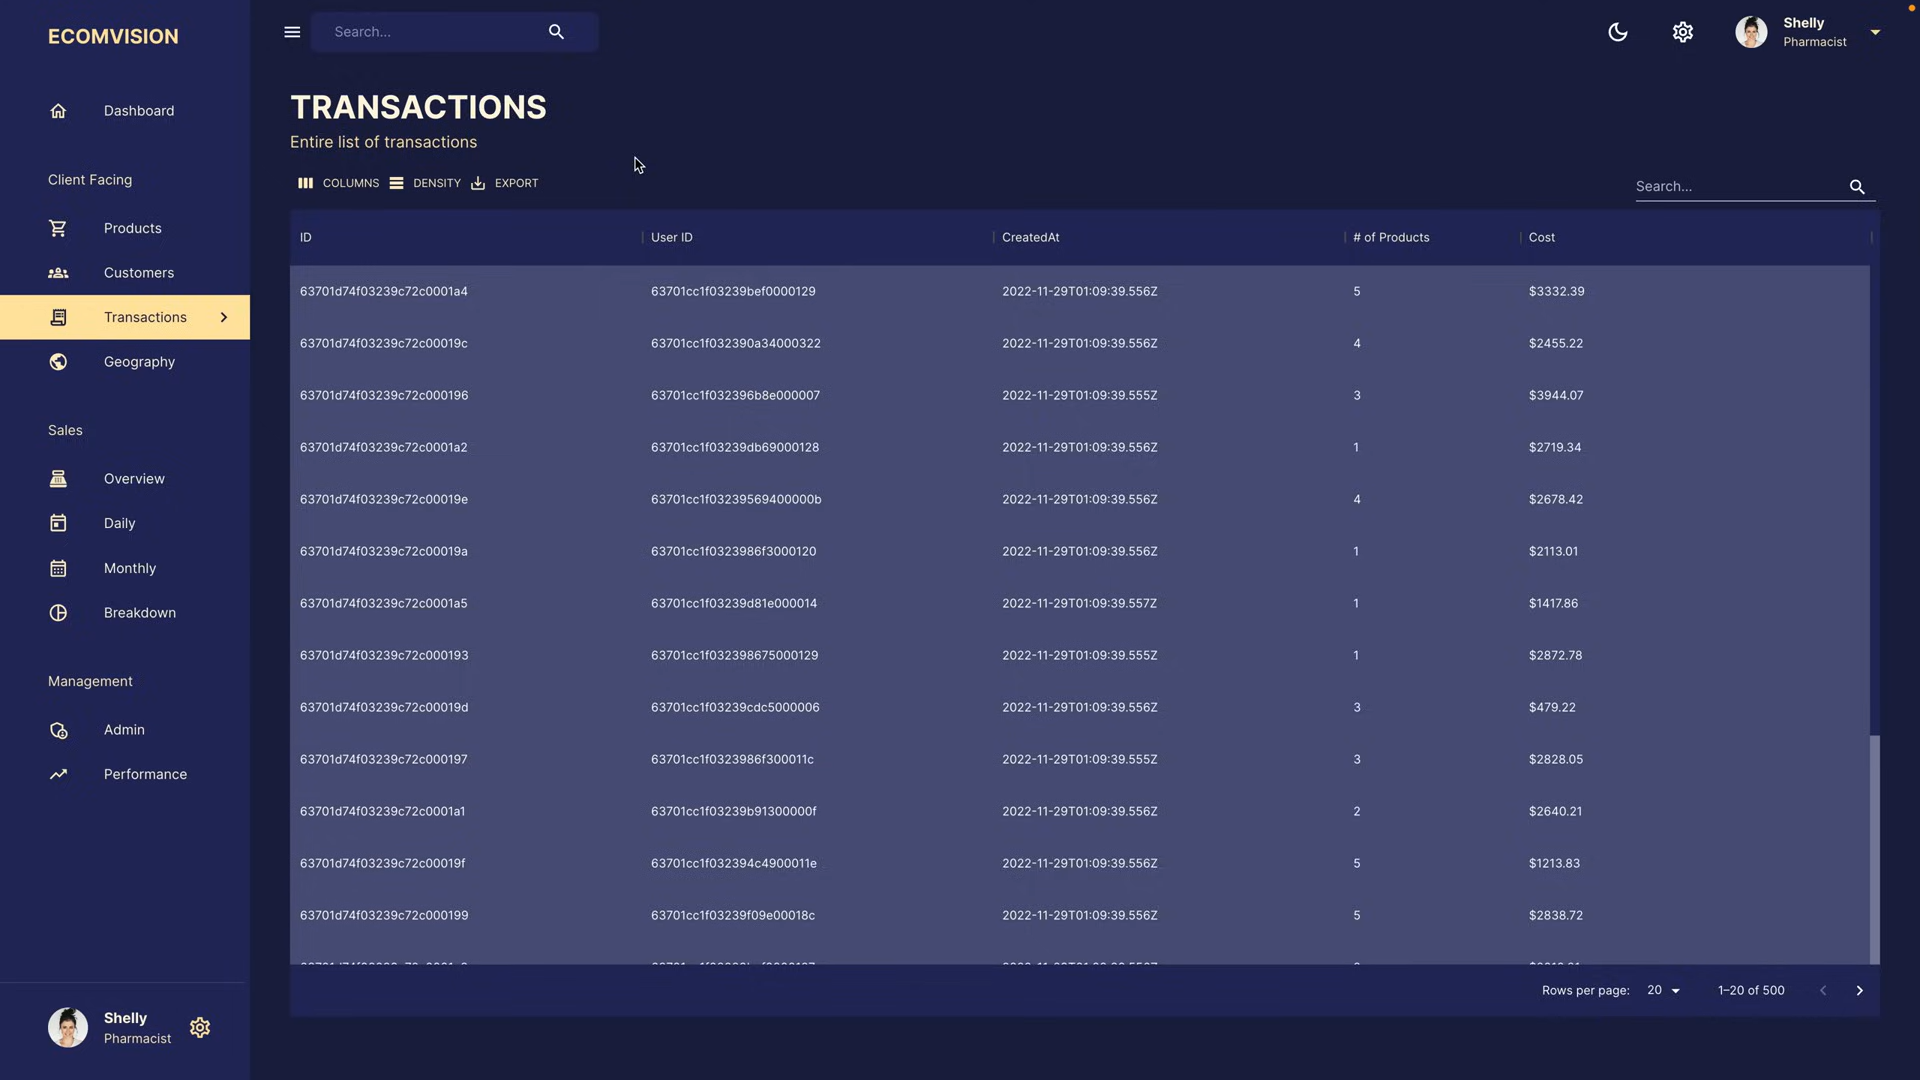 ECOMVISION
Search...
Shelly
Pharmacist
Dashboard
Client Facing
Products
Customers
Transactions
Geography
Sales
Overview
Daily
Monthly
Breakdown
Management
Admin
Performance
Shelly
Pharmacist
TRANSACTIONS
Entire list of transactions
COLUMNS DENSITY EXPORT
Search...
ID User ID CreatedAt # of Products Cost
63701d74f03239c72c0001a4 63701cc1f03239bef0000129 2022-11-29T01:09:39.556Z 5 $3332.39
63701d74f03239c72c00019c 63701cc1f032390a34000322 2022-11-29T01:09:39.556Z 4 $2455.22
63701d74f03239c72c000196 63701cc1f032396b8e000007 2022-11-29T01:09:39.555Z 3 $3944.07
63701d74f03239c72c0001a2 63701cc1f03239db69000128 2022-11-29T01:09:39.556Z 1 $2719.34
63701d74f03239c72c00019e 63701cc1f03239569400000b 2022-11-29T01:09:39.556Z 4 $2678.42
63701d74f03239c72c00019a 63701cc1f0323986f3000120 2022-11-29T01:09:39.556Z 1 $2113.01
63701d74f03239c72c0001a5 63701cc1f03239d81e000014 2022-11-29T01:09:39.557Z 1 $1417.86
63701d74f03239c72c000193 63701cc1f032398675000129 2022-11-29T01:09:39.555Z 1 $2872.78
63701d74f03239c72c00019d 63701cc1f03239cdc5000006 2022-11-29T01:09:39.556Z 3 $479.22
63701d74f03239c72c000197 63701cc1f0323986f300011c 2022-11-29T01:09:39.555Z 3 $2828.05
63701d74f03239c72c0001a1 63701cc1f03239b91300000f 2022-11-29T01:09:39.556Z 2 $2640.21
63701d74f03239c72c00019f 63701cc1f032394c4900011e 2022-11-29T01:09:39.556Z 5 $1213.83
63701d74f03239c72c000199 63701cc1f03239f09e00018c 2022-11-29T01:09:39.556Z 5 $2838.72
Rows per page: 20 1–20 of 500